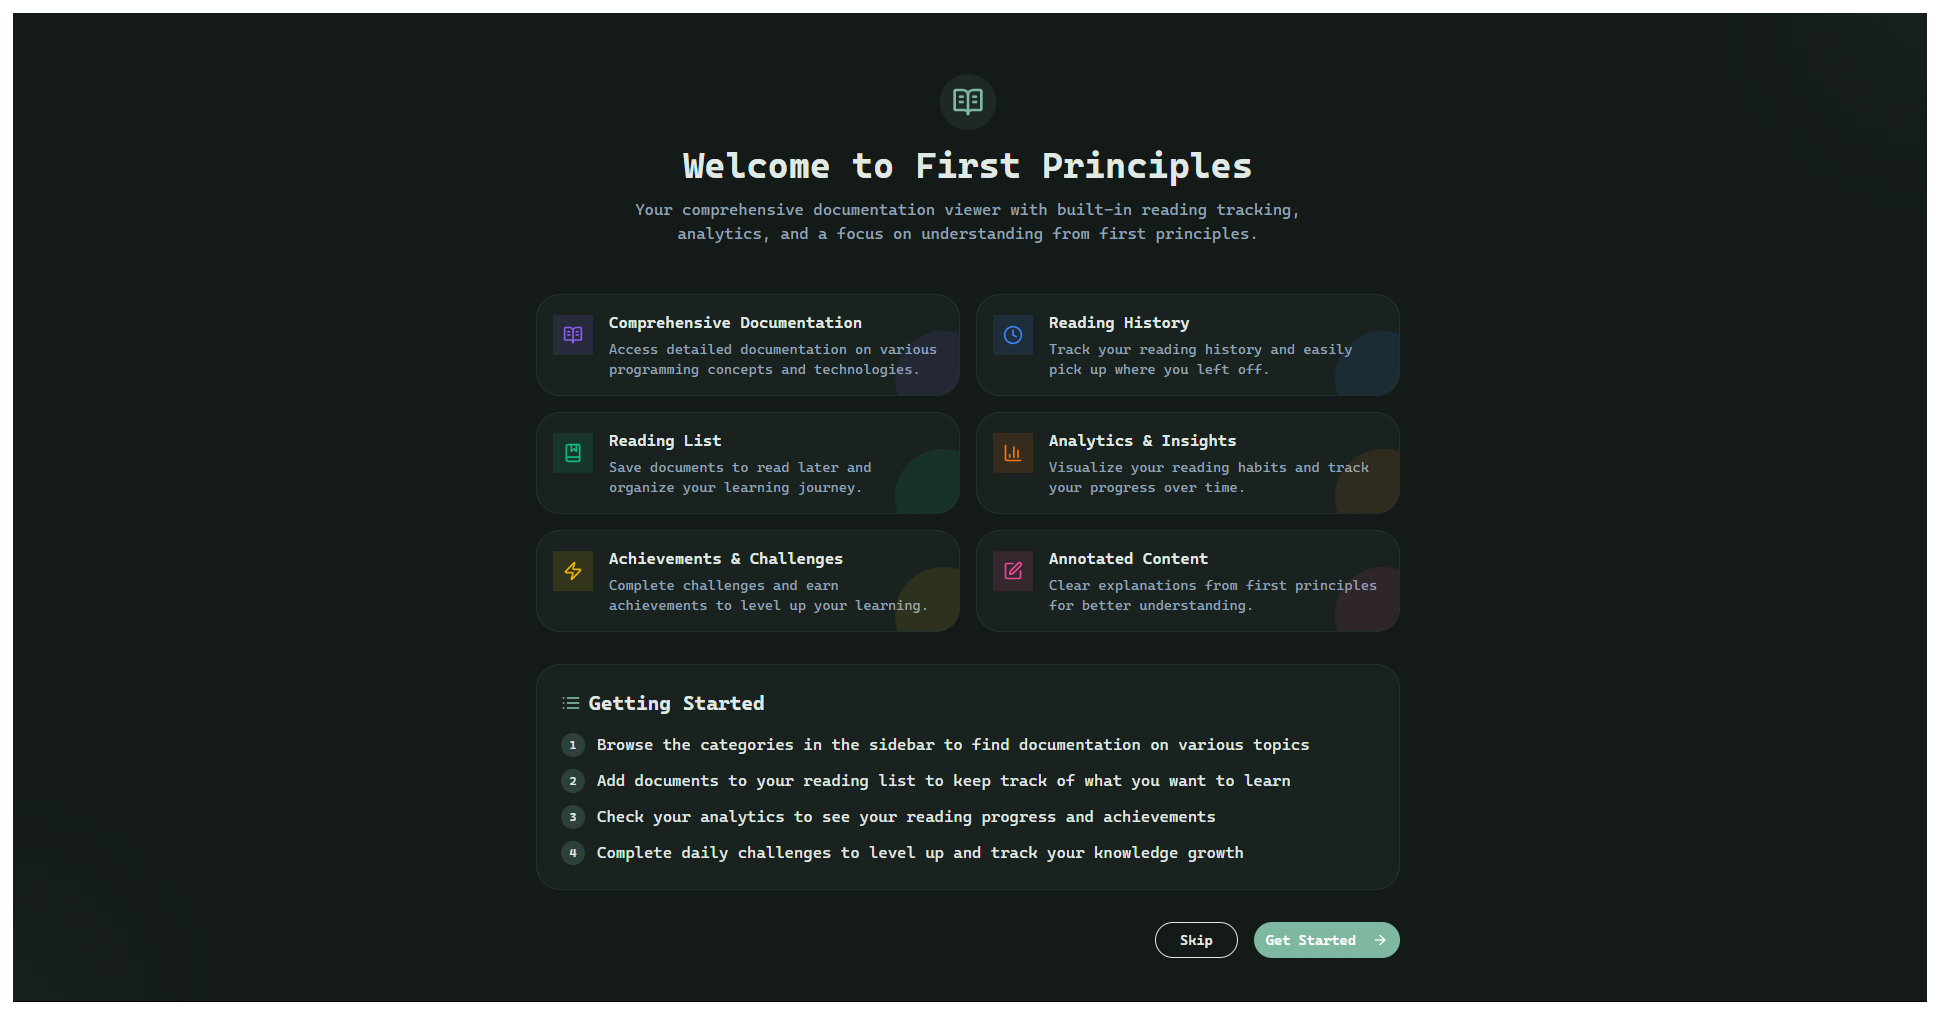 Welcome to First Principles
Your comprehensive documentation viewer with built-in reading tracking,
analytics, and a focus on understanding from first principles.
Comprehensive Documentation
Access detailed documentation on various
programming concepts and technologies.
Reading History
Track your reading history and easily
pick up where you left off.
Reading List
Save documents to read later and
organize your learning journey.
Analytics & Insights
Visualize your reading habits and track
your progress over time.
Achievements & Challenges
Complete challenges and earn
achievements to level up your learning.
Annotated Content
Clear explanations from first principles
for better understanding.
Getting Started
1 Browse the categories in the sidebar to find documentation on various topics
2 Add documents to your reading list to keep track of what you want to learn
3 Check your analytics to see your reading progress and achievements
4 Complete daily challenges to level up and track your knowledge growth
Skip
Get Started →